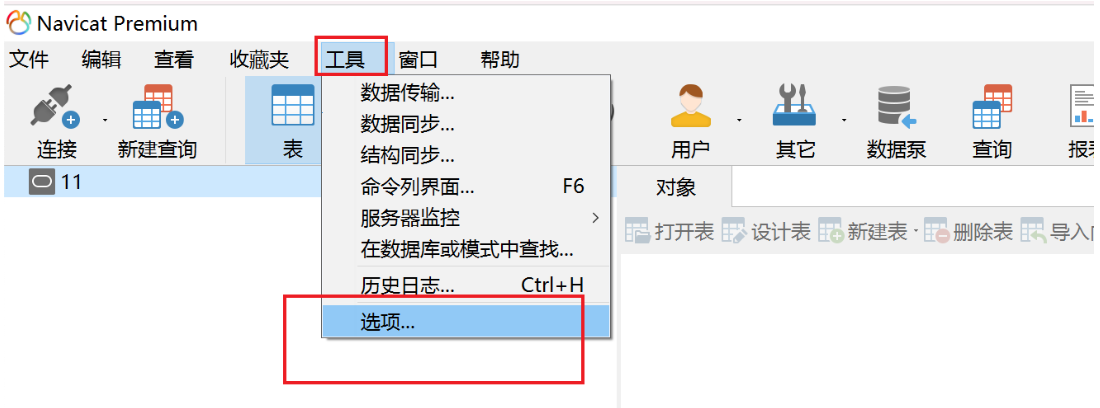 Navicat Premium
文件 编辑 查看 收藏夹 工具 窗口 帮助
连接 新建查询 表 用户 其它 数据泵 查询
数据传输...
数据同步...
结构同步...
命令列界面... F6
服务器监控
在数据库或模式中查找...
历史日志... Ctrl+H
选项...
11
对象
打开表 设计表 新建表 删除表 导入